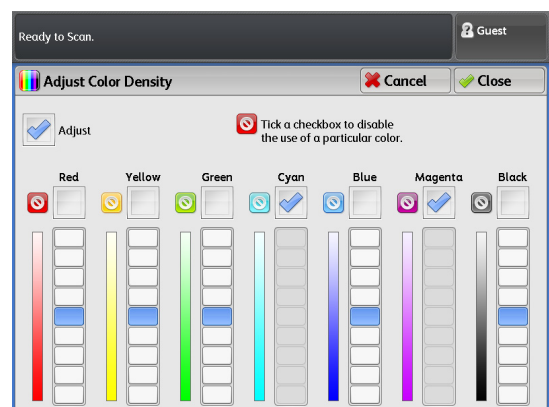 Ready to Scan.
Guest
Adjust Color Density
Cancel
Close
Adjust
Tick a checkbox to disable
the use of a particular color.
Red
Yellow
Green
Cyan
Blue
Magenta
Black